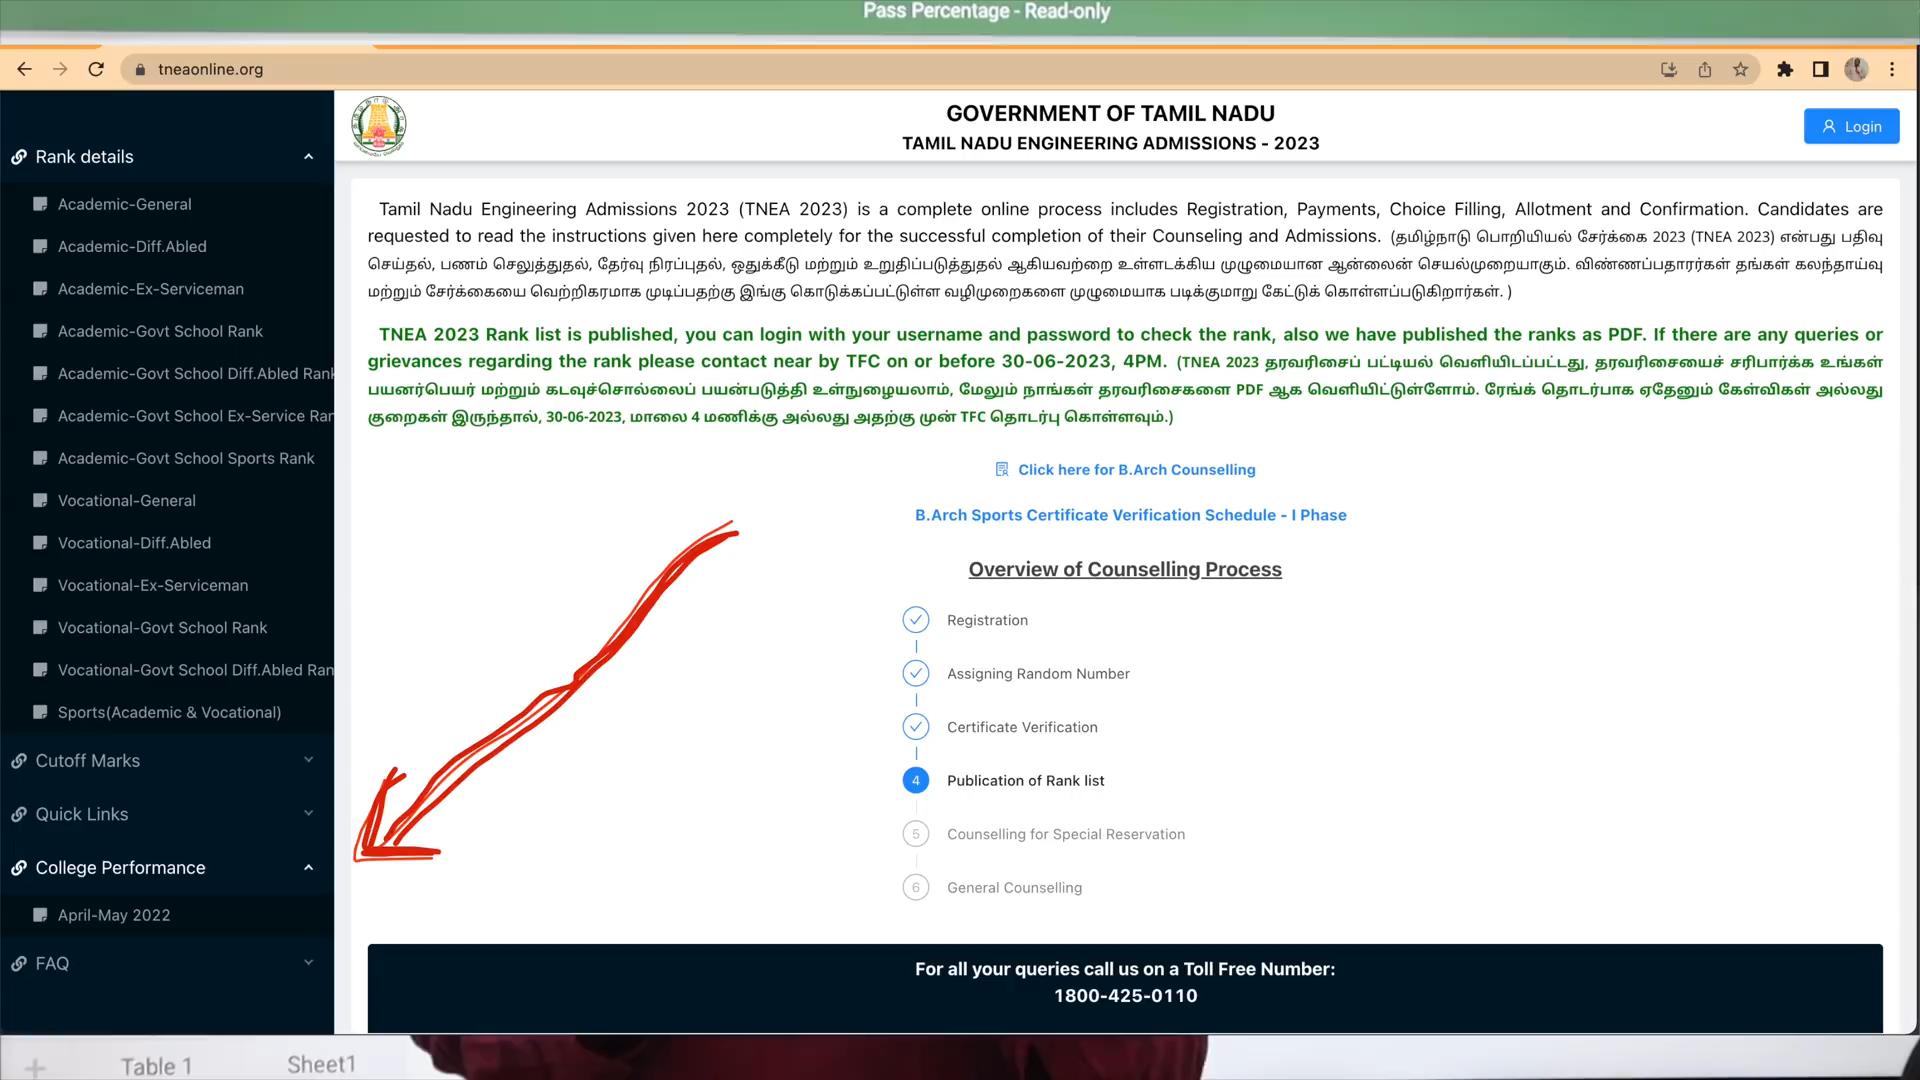 Pass Percentage - Read-only
tneaonline.org
GOVERNMENT OF TAMIL NADU
TAMIL NADU ENGINEERING ADMISSIONS - 2023
Login
Rank details
Academic-General
Academic-Diff.Abled
Academic-Ex-Serviceman
Academic-Govt School Rank
Academic-Govt School Diff.Abled Rank
Academic-Govt School Ex-Service Ran
Academic-Govt School Sports Rank
Vocational-General
Vocational-Diff.Abled
Vocational-Ex-Serviceman
Vocational-Govt School Rank
Vocational-Govt School Diff.Abled Ran
Sports(Academic & Vocational)
Cutoff Marks
Quick Links
College Performance
April-May 2022
FAQ
Tamil Nadu Engineering Admissions 2023 (TNEA 2023) is a complete online process includes Registration, Payments, Choice Filling, Allotment and Confirmation. Candidates are
requested to read the instructions given here completely for the successful completion of their Counseling and Admissions. (தமிழ்நாடு பொறியியல் சேர்க்கை 2023 (TNEA 2023) என்பது பதிவு
செய்தல், பணம் செலுத்துதல், தேர்வு நிரப்புதல், ஒதுக்கீடு மற்றும் உறுதிப்படுத்துதல் ஆகியவற்றை உள்ளடக்கிய முழுமையான ஆன்லைன் செயல்முறையாகும். விண்ணப்பதாரர்கள் தங்கள் கலந்தாய்வு
மற்றும் சேர்க்கையை வெற்றிகரமாக முடிப்பதற்கு இங்கு கொடுக்கப்பட்டுள்ள வழிமுறைகளை முழுமையாக படிக்குமாறு கேட்டுக் கொள்ளப்படுகிறார்கள். )
TNEA 2023 Rank list is published, you can login with your username and password to check the rank, also we have published the ranks as PDF. If there are any queries or
grievances regarding the rank please contact near by TFC on or before 30-06-2023, 4PM. (TNEA 2023 தரவரிசைப் பட்டியல் வெளியிடப்பட்டது, தரவரிசையைச் சரிபார்க்க உங்கள்
பயனர்பெயர் மற்றும் கடவுச்சொல்லைப் பயன்படுத்தி உள்நுழையலாம், மேலும் நாங்கள் தரவரிசைகளை PDF ஆக வெளியிட்டுள்ளோம். ரேங்க் தொடர்பாக ஏதேனும் கேள்விகள் அல்லது
குறைகள் இருந்தால், 30-06-2023, மாலை 4 மணிக்கு அல்லது அதற்கு முன் TFC தொடர்பு கொள்ளவும்.)
Click here for B.Arch Counselling
B.Arch Sports Certificate Verification Schedule - I Phase
Overview of Counselling Process
Registration
Assigning Random Number
Certificate Verification
4 Publication of Rank list
5 Counselling for Special Reservation
6 General Counselling
For all your queries call us on a Toll Free Number:
1800-425-0110
Table 1 Sheet1